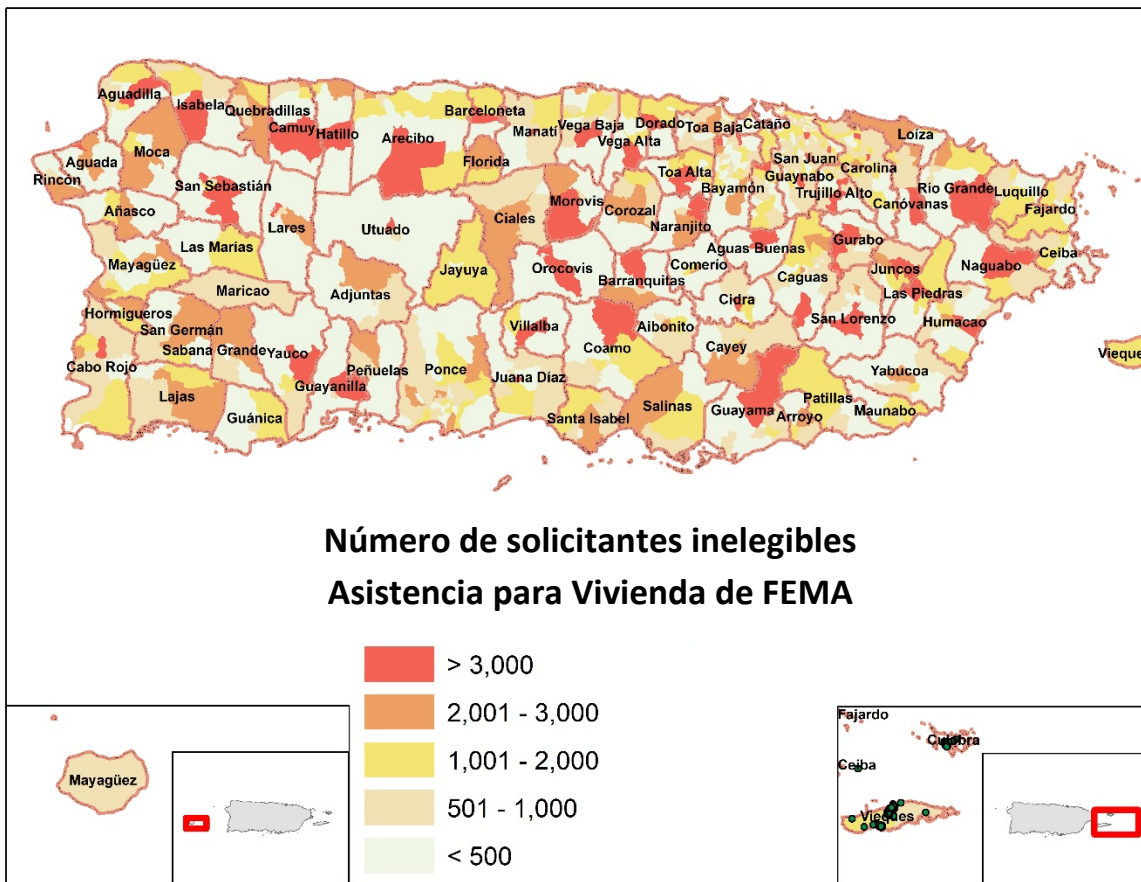 Aguadilla
Isabela
Quebradillas
Camuy
Hatillo
Arecibo
Barceloneta
Manatí
Vega Baja
Vega Alta
Dorado
Toa Baja
Cataño
Loíza
Aguada
Rincón
Moca
San Sebastián
Florida
Toa Alta
Bayamón
San Juan
Guaynabo
Carolina
Trujillo Alto
Canóvanas
Río Grande
Luquillo
Fajardo
Añasco
Lares
Utuado
Ciales
Morovis
Corozal
Naranjito
Las Marías
Mayagüez
Maricao
Adjuntas
Jayuya
Orocovis
Barranquitas
Comerío
Aguas Buenas
Gurabo
Caguas
Juncos
Las Piedras
Naguabo
Ceiba
Hormigueros
San Germán
Sabana Grande
Yauco
Cabo Rojo
Lajas
Guánica
Guayanilla
Peñuelas
Ponce
Juana Díaz
Villalba
Coamo
Aibonito
Cidra
Cayey
San Lorenzo
Humacao
Yabucoa
Santa Isabel
Salinas
Guayama
Arroyo
Patillas
Maunabo
Vieque
Número de solicitantes inelegibles
Asistencia para Vivienda de FEMA
> 3,000
2,001 - 3,000
1,001 - 2,000
501 - 1,000
< 500
Mayagüez
Fajardo
Culebra
Ceiba
Vieques